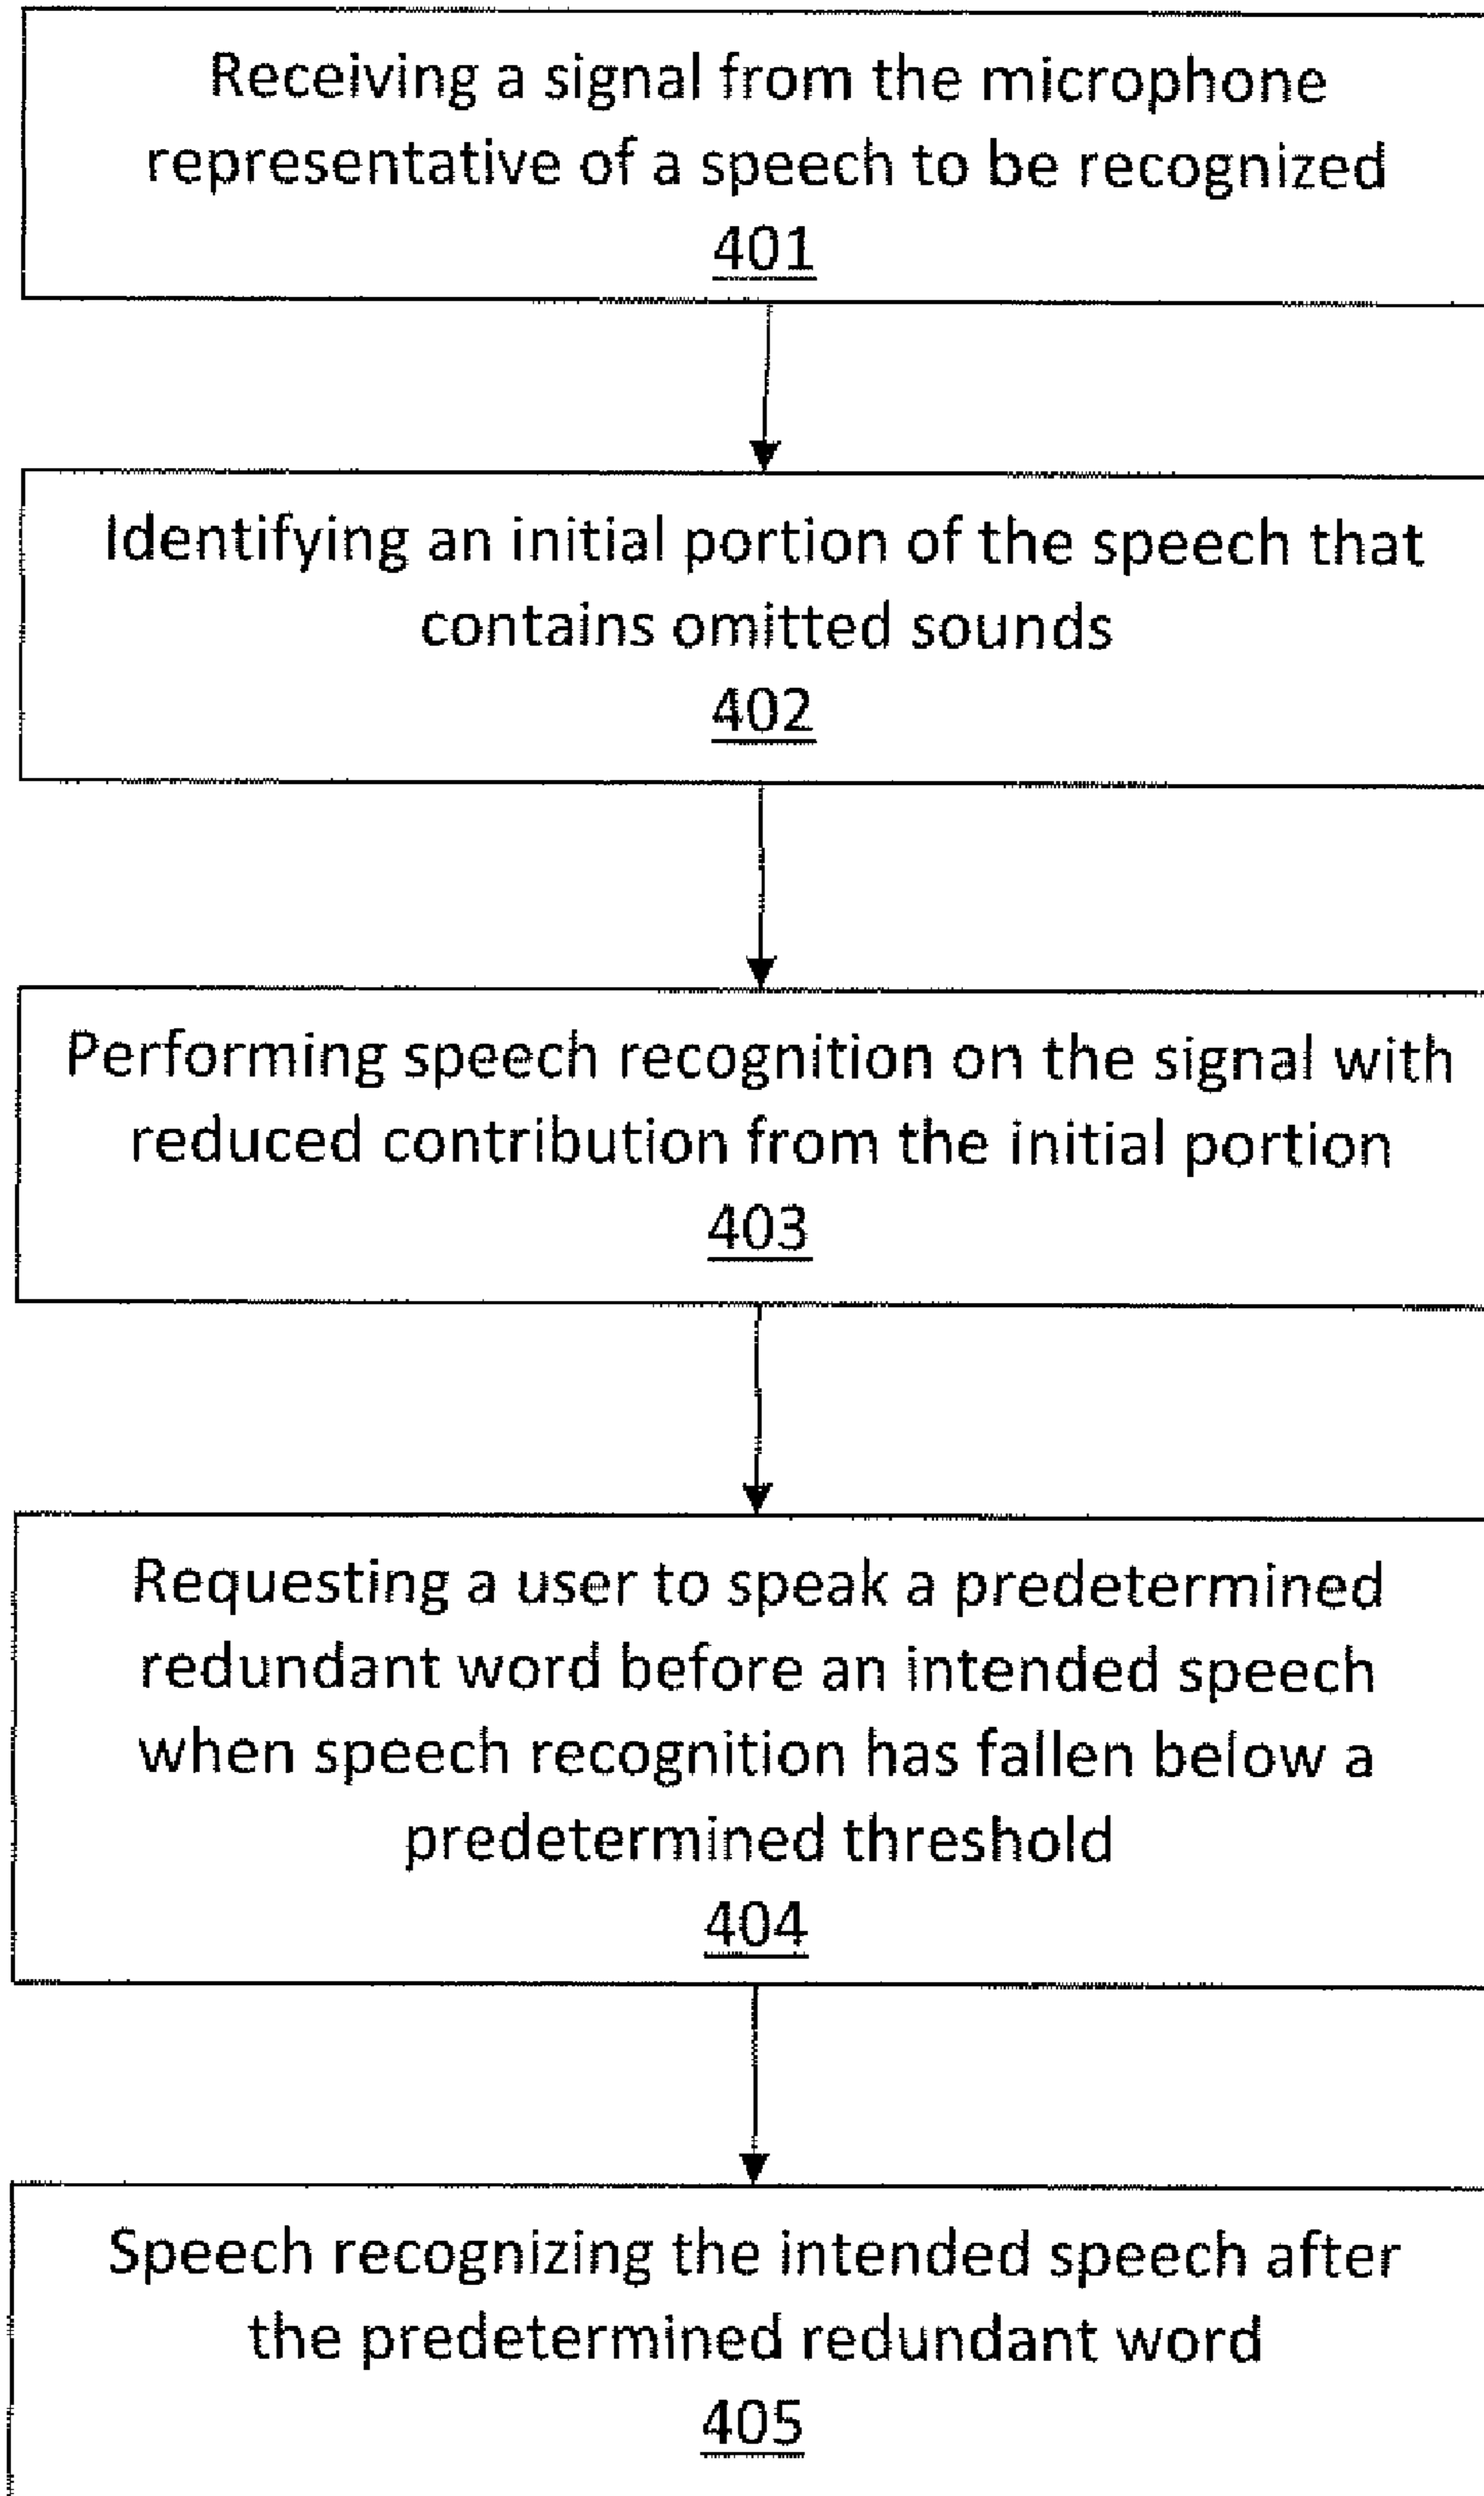 Receiving a signal from the microphone
representative of a speech to be recognized
401
Identifying an initial portion of the speech that
contains omitted sounds
402
Performing speech recognition on the signal with
reduced contribution from the initial portion
403
Requesting a user to speak a predetermined
redundant word before an intended speech
when speech recognition has fallen below a
predetermined threshold
404
Speech recognizing the intended speech after
the predetermined redundant word
405